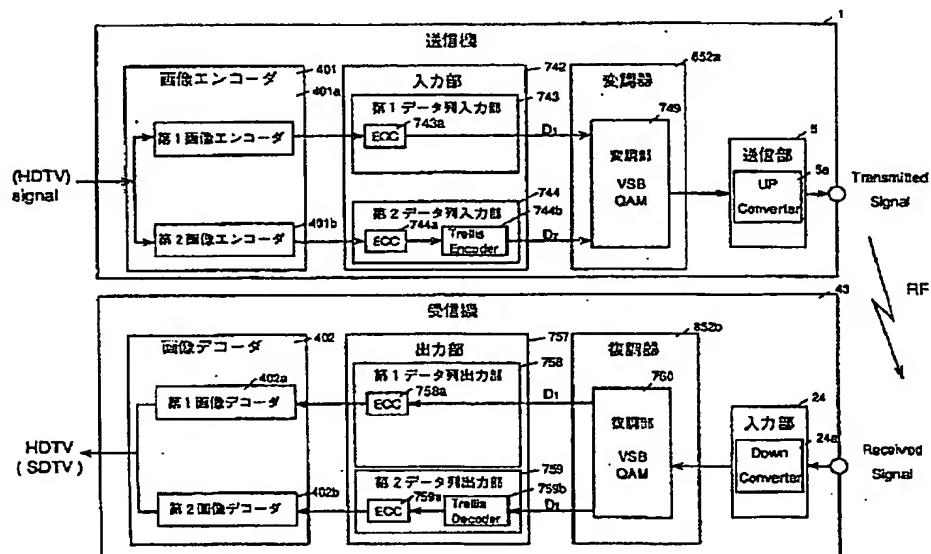 1
送信機
画像エンコーダ
401
401a
第1画像エンコーダ
(HDTV)
signal
第2画像エンコーダ
401b
入力部
742
第1データ列入力部
743
ECC
743a
D1
第2データ列入力部
744
ECC
744a
Trellis
Encoder
744b
D2
変調器
852a
変調部
VSB
QAM
749
送信部
5
UP
Converter
5a
Transmitted
Signal
RF
受信機
43
画像デコーダ
402
第1画像デコーダ
402a
HDTV
(SDTV)
第2画像デコーダ
402b
出力部
757
第1データ列出力部
758
ECC
758a
D1
第2データ列出力部
759
ECC
759a
Trellis
Decoder
759b
D2
復調器
852b
復調部
VSB
QAM
760
入力部
24
Down
Converter
24a
Received
Signal